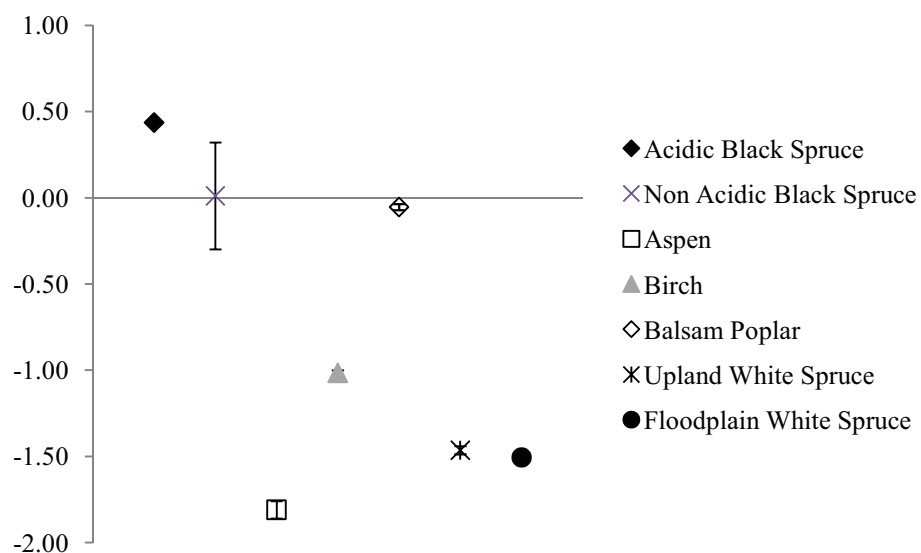 1.00
0.50
0.00
-0.50
-1.00
-1.50
-2.00
Acidic Black Spruce
Non Acidic Black Spruce
Aspen
Birch
Balsam Poplar
Upland White Spruce
Floodplain White Spruce